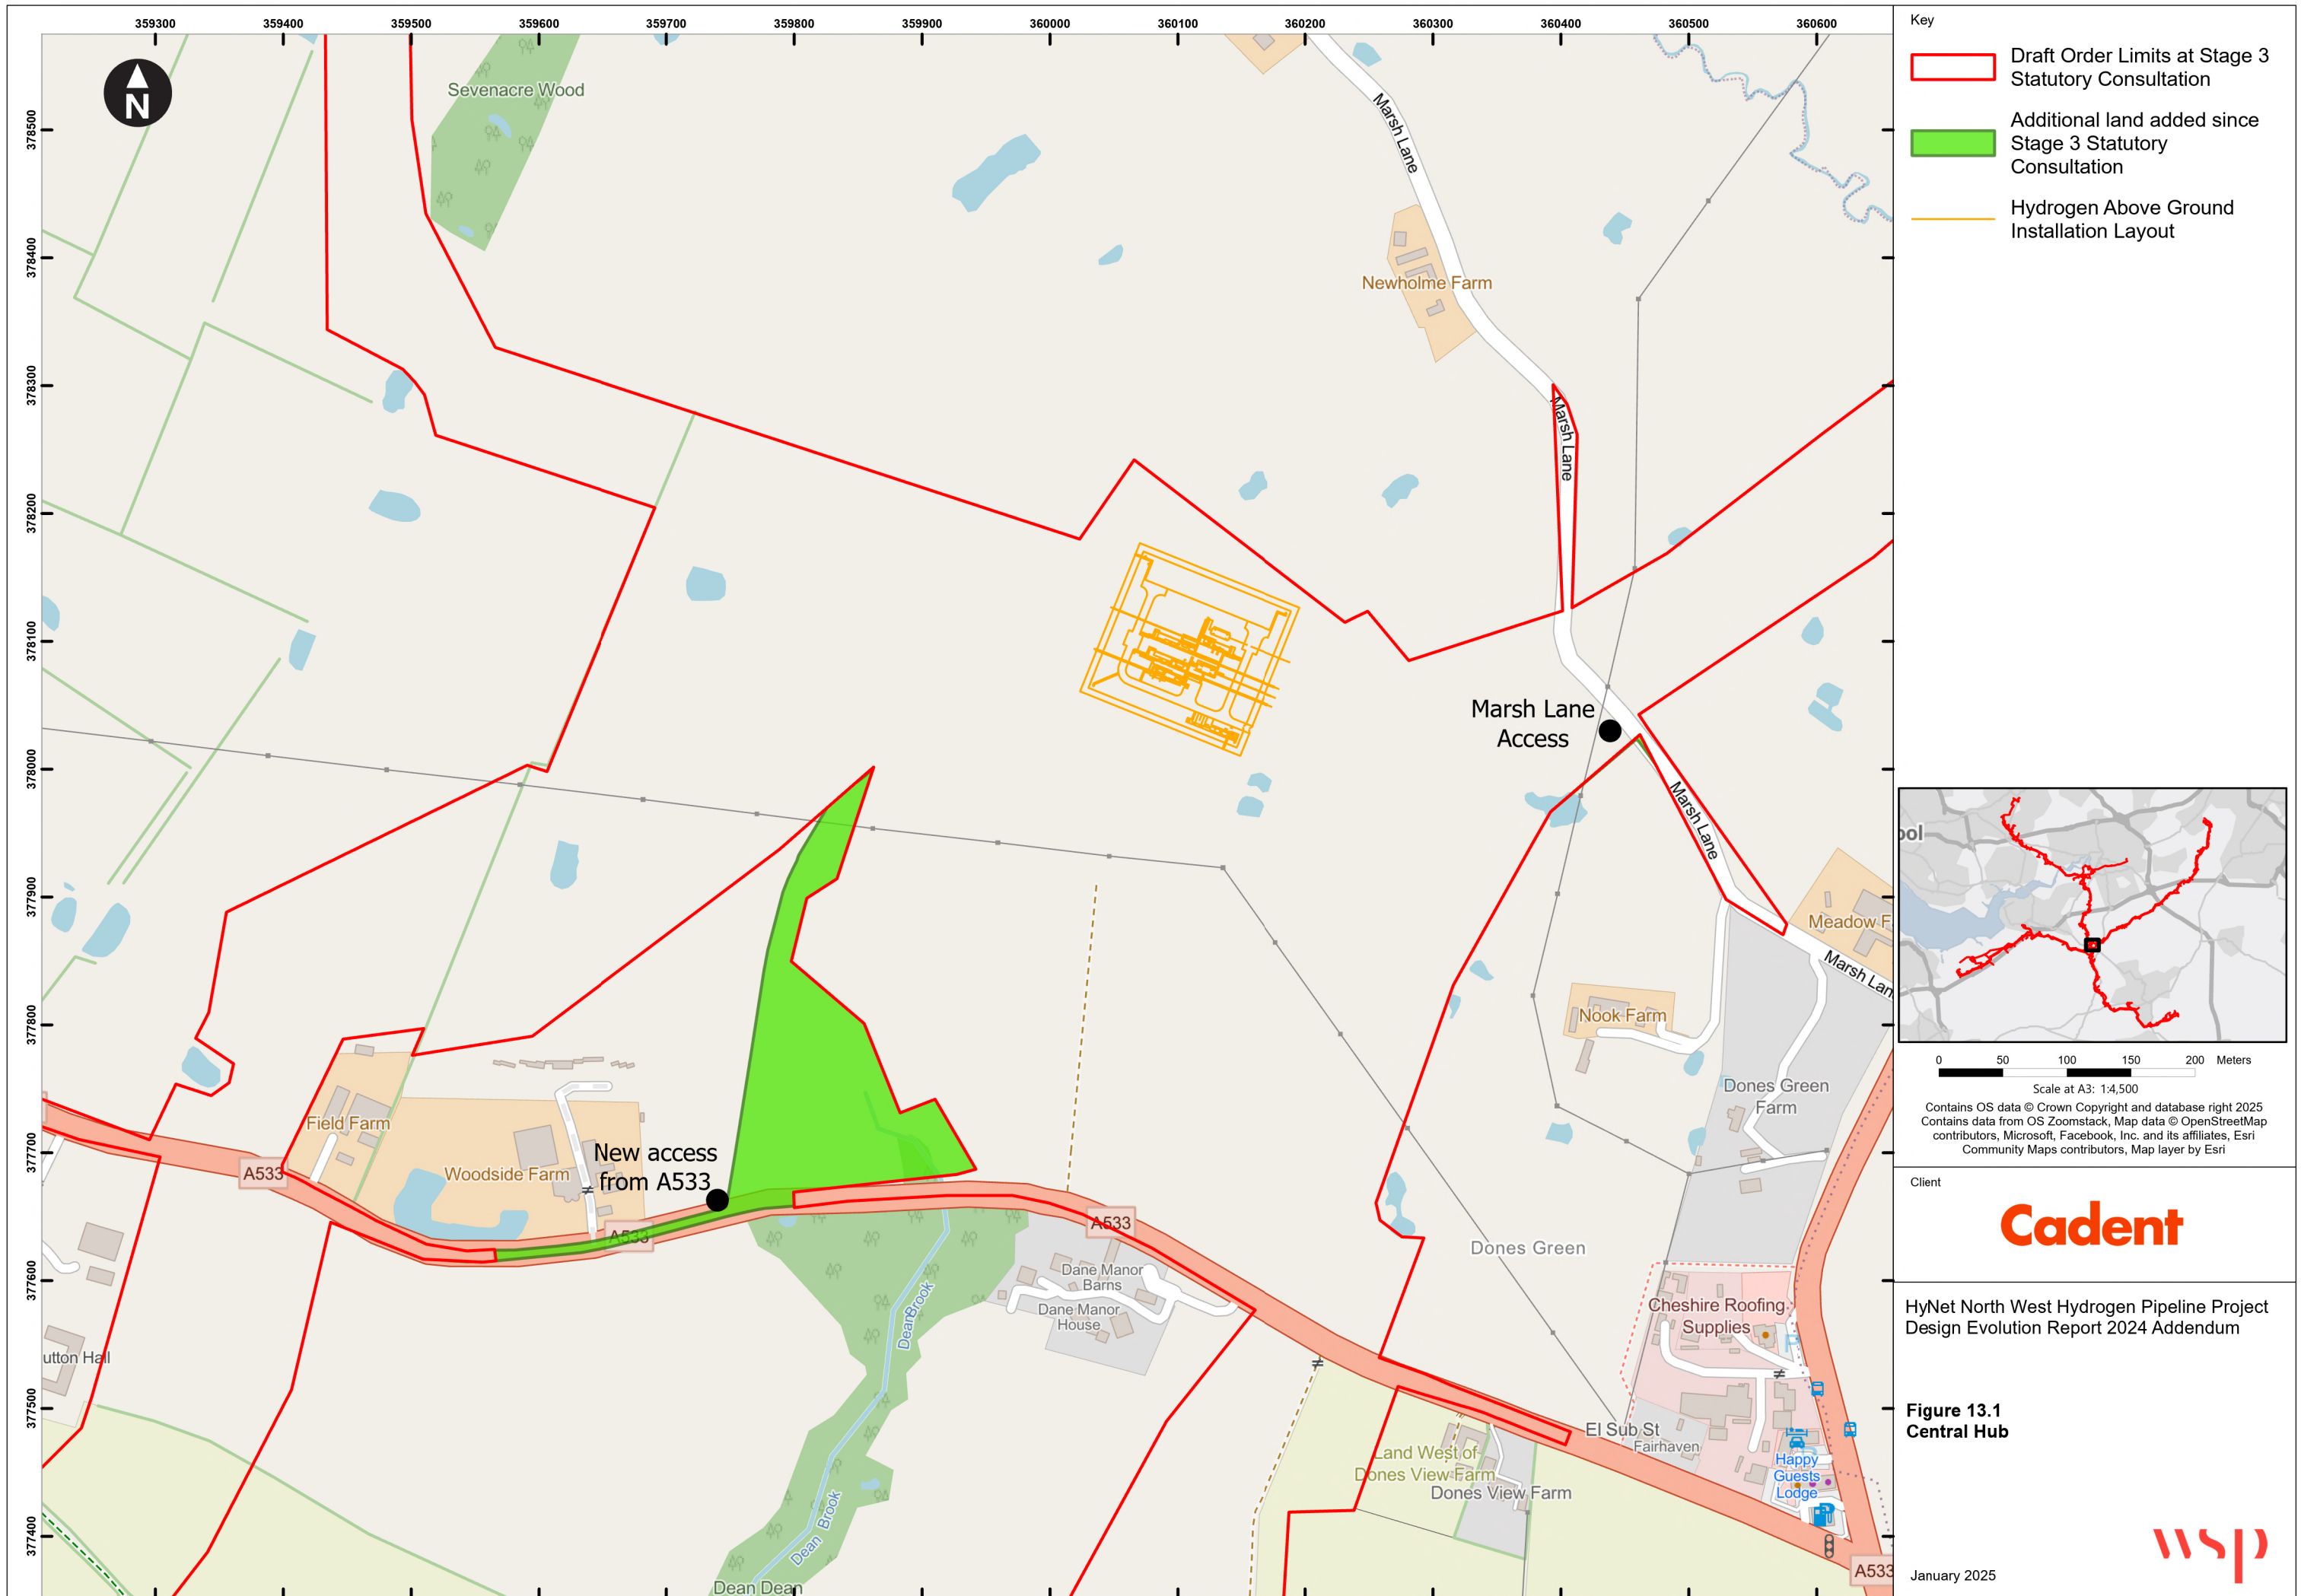 359300
359400
359500
359600
359700
359800
359900
360000
360100
360200
360300
360400
360500
360600
378500
378400
378300
378200
378100
378000
377900
377800
377700
377600
377500
377400
N
Sevenacre Wood
Marsh Lane
Newholme Farm
Marsh Lane
Marsh Lane
Access
Marsh Lane
Meadow F
Marsh Lan
Nook Farm
Dones Green
Farm
Field Farm
Woodside Farm
New access
from A533
A533
A533
A533
Dones Green
Dane Manor
Barns
Dane Manor
House
Dean Brook
Cheshire Roofing
Supplies
utton Hall
El Sub St
Fairhaven
Land West of
Dones View Farm
Dones View Farm
Happy
Guests
Lodge
Dean Brook
Dean Dean
A533
Key
Draft Order Limits at Stage 3
Statutory Consultation
Additional land added since
Stage 3 Statutory
Consultation
Hydrogen Above Ground
Installation Layout
ool
0 50 100 150 200 Meters
Scale at A3: 1:4,500
Contains OS data © Crown Copyright and database right 2025
Contains data from OS Zoomstack, Map data © OpenStreetMap
contributors, Microsoft, Facebook, Inc. and its affiliates, Esri
Community Maps contributors, Map layer by Esri
Client
Cadent
HyNet North West Hydrogen Pipeline Project
Design Evolution Report 2024 Addendum
Figure 13.1
Central Hub
January 2025
wsp